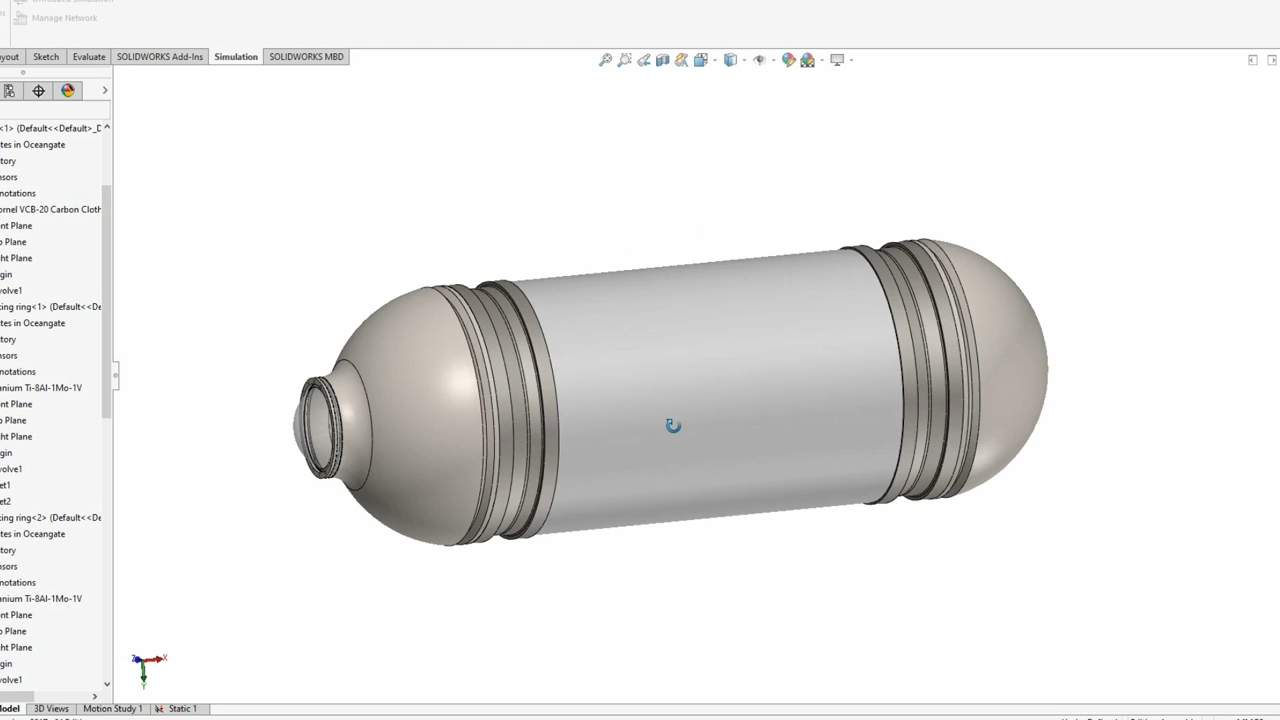 Manage Network
yout Sketch Evaluate SOLIDWORKS Add-Ins Simulation SOLIDWORKS MBD
<1> (Default<<Default>_D
tes in Oceangate
tory
nsors
notations
ornel VCB-20 Carbon Cloth
nt Plane
p Plane
ght Plane
gin
volve1
cing ring<1> (Default<<De
tes in Oceangate
tory
nsors
notations
anium Ti-8Al-1Mo-1V
nt Plane
p Plane
ght Plane
gin
volve1
et1
et2
cing ring<2> (Default<<De
tes in Oceangate
tory
nsors
notations
anium Ti-8Al-1Mo-1V
nt Plane
p Plane
ght Plane
gin
volve1
Z X
Y
Model 3D Views Motion Study 1 Static 1